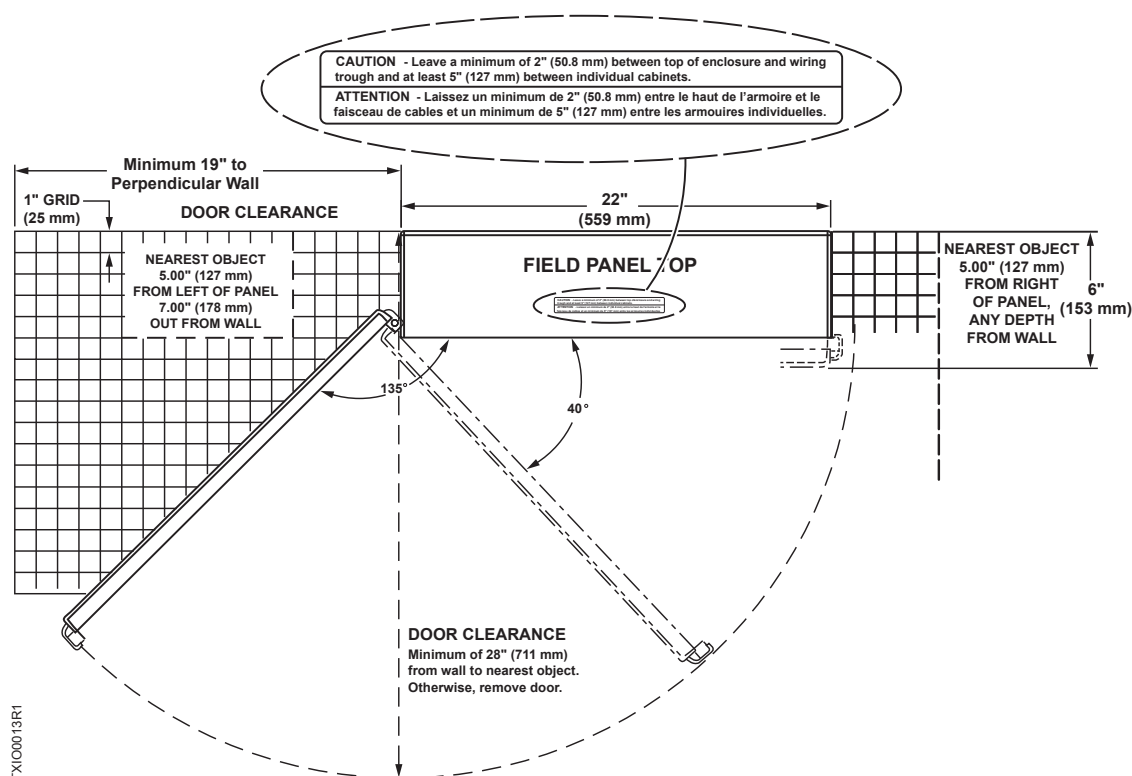 CAUTION - Leave a minimum of 2" (50.8 mm) between top of enclosure and wiring
trough and at least 5" (127 mm) between individual cabinets.
ATTENTION - Laissez un minimum de 2" (50.8 mm) entre le haut de l'armoire et le
faisceau de cables et un minimum de 5" (127 mm) entre les armouires individuelles.
Minimum 19" to
Perpendicular Wall
1" GRID
(25 mm)
DOOR CLEARANCE
22"
(559 mm)
NEAREST OBJECT
5.00" (127 mm)
FROM LEFT OF PANEL
7.00" (178 mm)
OUT FROM WALL
FIELD PANEL TOP
NEAREST OBJECT
5.00" (127 mm)
FROM RIGHT
OF PANEL,
ANY DEPTH
FROM WALL
6"
(153 mm)
135°
40°
DOOR CLEARANCE
Minimum of 28" (711 mm)
from wall to nearest object.
Otherwise, remove door.
TXIO0013R1